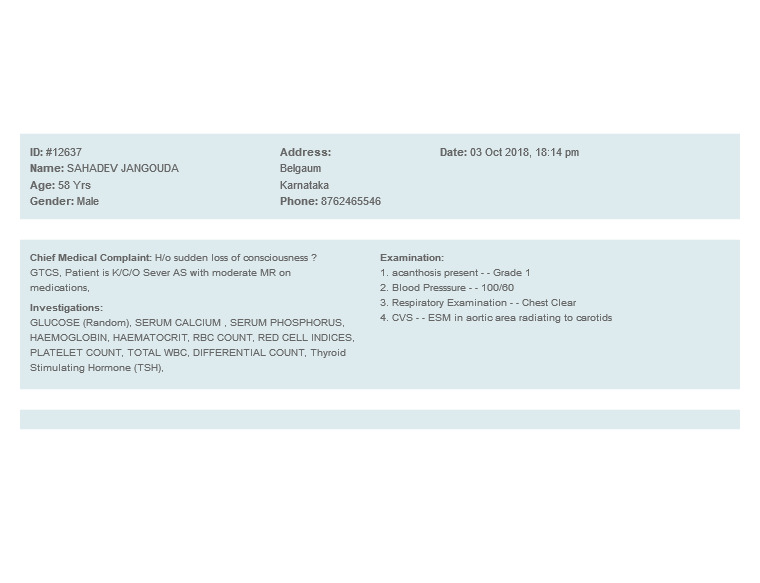 ID: #12637
Name: SAHADEV JANGOUDA
Age: 58 Yrs
Gender: Male
Address:
Belgaum
Karnataka
Phone: 8762465546
Date: 03 Oct 2018, 18:14 pm
Chief Medical Complaint: H/o sudden loss of consciousness ?
GTCS, Patient is K/C/O Sever AS with moderate MR on
medications,
Investigations:
GLUCOSE (Random), SERUM CALCIUM , SERUM PHOSPHORUS,
HAEMOGLOBIN, HAEMATOCRIT, RBC COUNT, RED CELL INDICES,
PLATELET COUNT, TOTAL WBC, DIFFERENTIAL COUNT, Thyroid
Stimulating Hormone (TSH),
Examination:
1. acanthosis present - - Grade 1
2. Blood Presssure - - 100/60
3. Respiratory Examination - - Chest Clear
4. CVS - - ESM in aortic area radiating to carotids